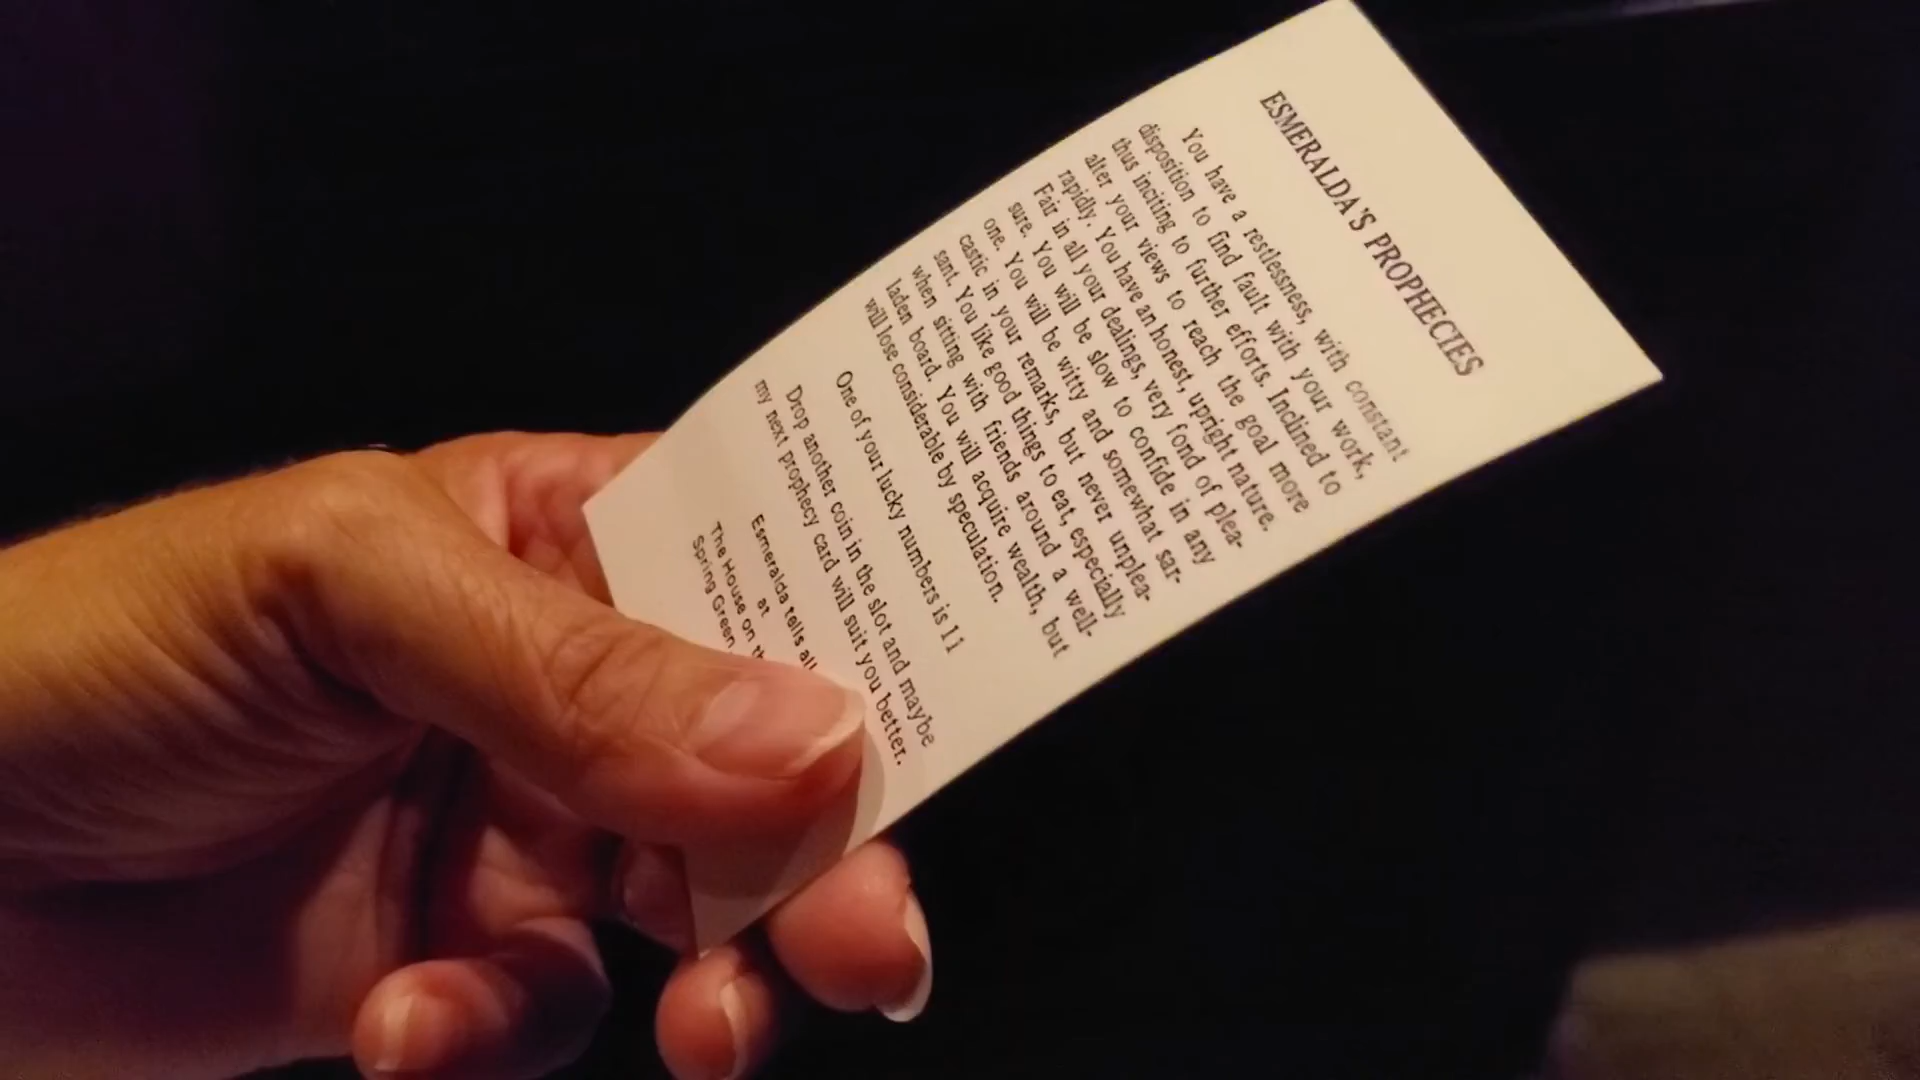 ESMERALDA'S PROPHECIES
You have a restlessness, with constant
disposition to find fault with your work,
thus inciting to further efforts. Inclined to
alter your views to reach the goal more
rapidly. You have an honest, upright nature.
Fair in all your dealings, very fond of plea-
sure. You will be slow to confide in any
one. You will be witty and somewhat sar-
castic in your remarks, but never unplea-
sant. You like good things to eat, especially
when sitting with friends around a well-
laden board. You will acquire wealth, but
will lose considerable by speculation.
One of your lucky numbers is 11
Drop another coin in the slot and maybe
my next prophecy card will suit you better.
Esmeralda tells all
at
The House on
Spring Green